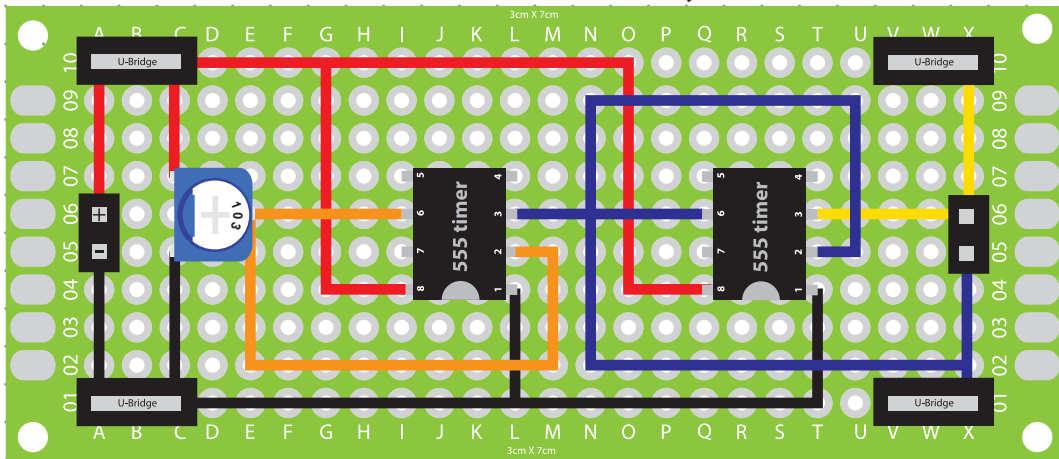 3cm X 7cm
A B C D E F G H I J K L M N O P Q R S T U V W X
10 U-Bridge U-Bridge 10
09 09
08 08
07 5 4 5 4 07
06 + 103 6 3 6 3 06
555 timer 555 timer
05 - 7 2 7 2 05
04 8 1 8 1 04
03 03
02 02
01 U-Bridge U-Bridge 01
A B C D E F G H I J K L M N O P Q R S T U V W X
3cm X 7cm